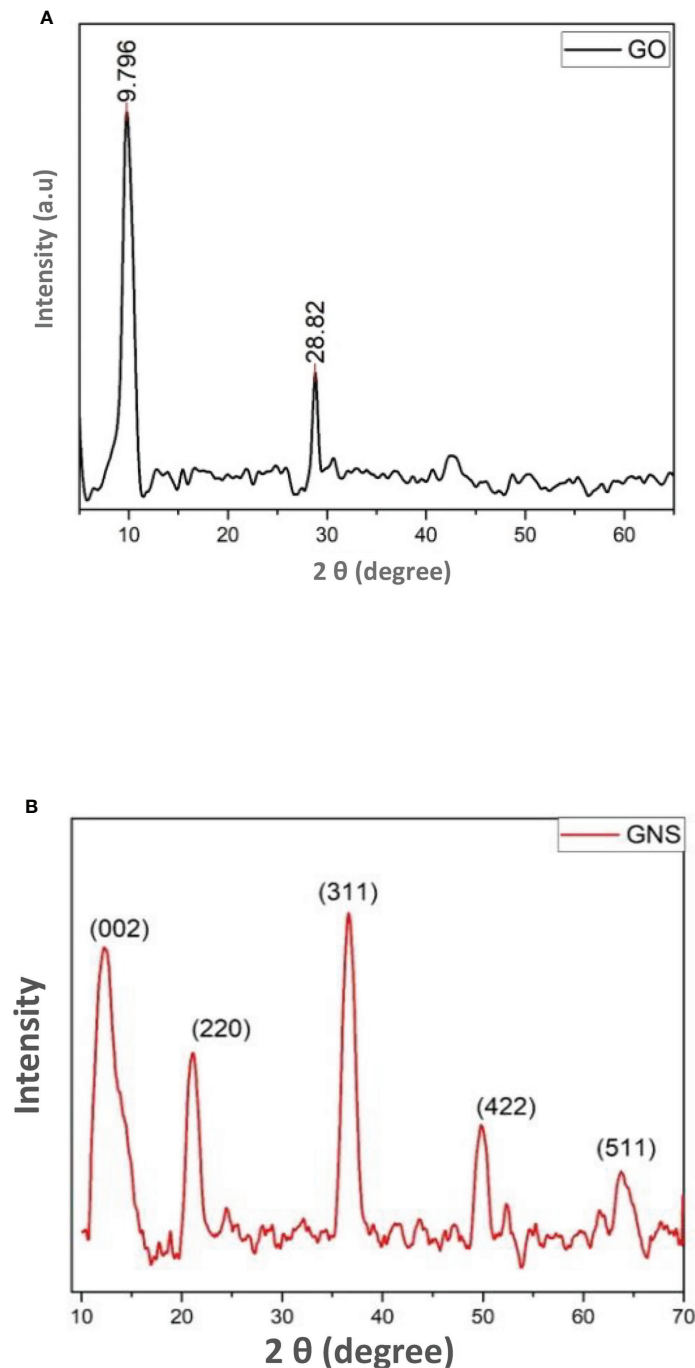 A
GO
9.796
28.82
Intensity (a.u)
10 20 30 40 50 60
2 θ (degree)
B
GNS
(311)
(002)
(220)
(422)
(511)
Intensity
10 20 30 40 50 60 70
2 θ (degree)